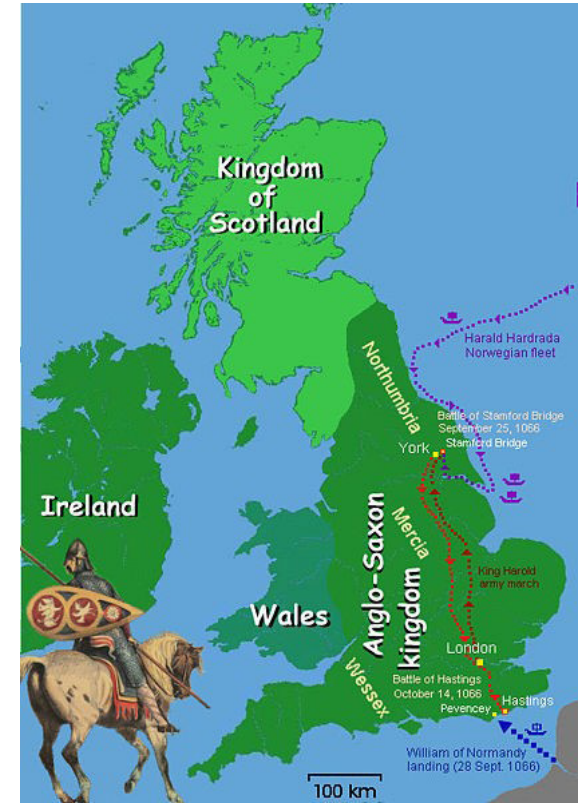 Kingdom
of
Scotland
Harald Hardrada
Norwegian fleet
Northumbria
Battle of Stamford Bridge
September 25, 1066
Stamford Bridge
York
Ireland
Mercia
Anglo-Saxon
kingdom
King Harold
army march
Wales
London
Wessex
Battle of Hastings
October 14, 1066
Hastings
Pevencey
William of Normandy
landing (28 Sept. 1066)
100 km